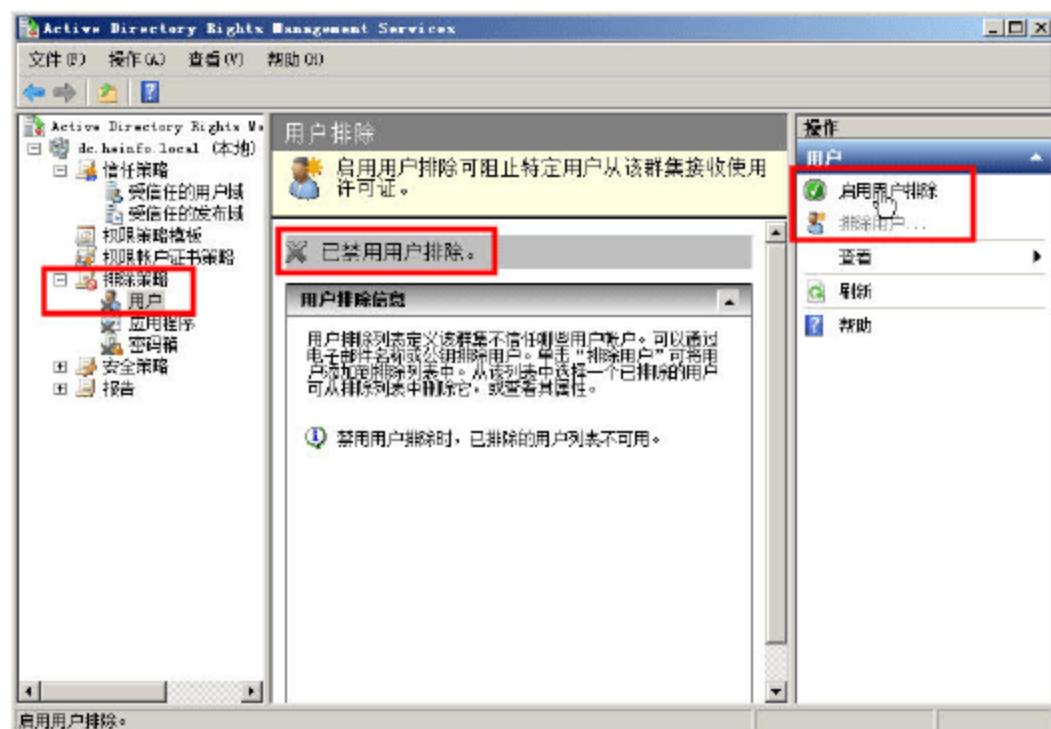 Active Directory Rights Management Services
文件(F) 操作(A) 查看(V) 帮助(H)
Active Directory Rights Ma
dc.hsinfo.local (本地)
信任策略
受信任的用户域
受信任的发布域
权限策略模板
权限帐户证书策略
排除策略
用户
应用程序
密码箱
安全策略
报告
用户排除
启用用户排除可阻止特定用户从该群集接收使用
许可证。
已禁用用户排除。
用户排除信息
用户排除列表定义该群集不信任哪些用户帐户。可以通过
电子邮件名称或公钥排除用户。单击“排除用户”可将用
户添加到排除列表中。从该列表中选择一个已排除的用户
可从排除列表中删除它，或查看其属性。
禁用用户排除时，已排除的用户列表不可用。
操作
用户
启用用户排除
排除用户...
查看
刷新
帮助
启用用户排除。